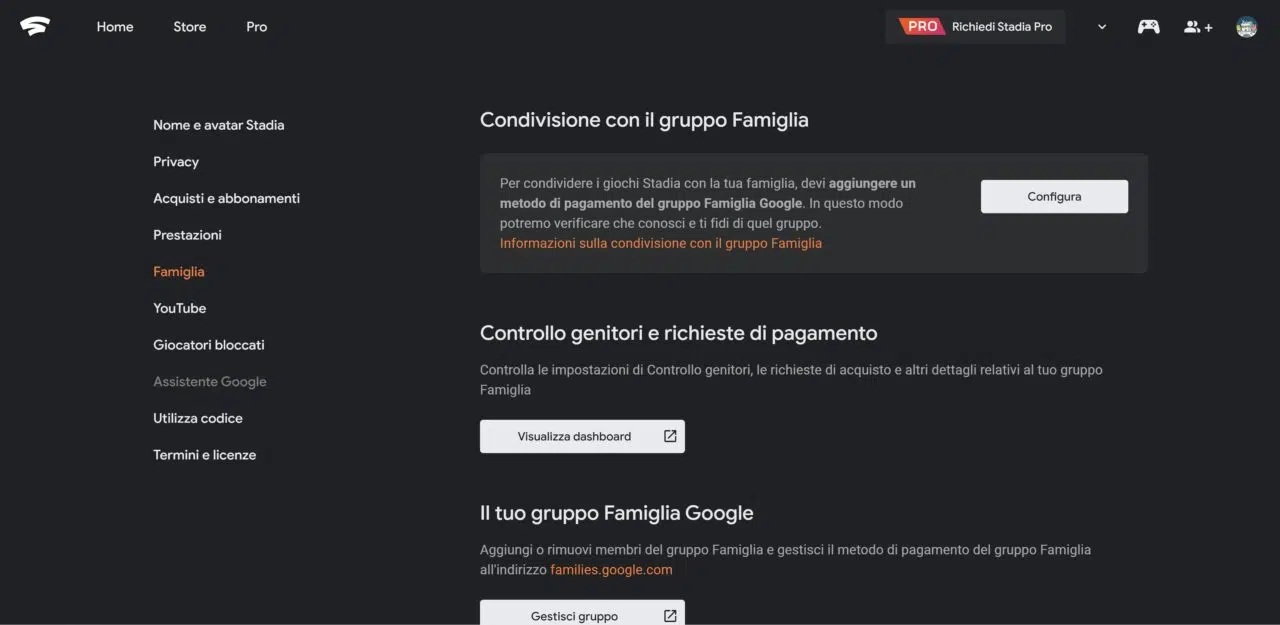 Home
Store
Pro
PRO Richiedi Stadia Pro
Nome e avatar Stadia
Privacy
Acquisti e abbonamenti
Prestazioni
Famiglia
YouTube
Giocatori bloccati
Assistente Google
Utilizza codice
Termini e licenze
Condivisione con il gruppo Famiglia
Per condividere i giochi Stadia con la tua famiglia, devi aggiungere un
metodo di pagamento del gruppo Famiglia Google. In questo modo
potremo verificare che conosci e ti fidi di quel gruppo.
Informazioni sulla condivisione con il gruppo Famiglia
Configura
Controllo genitori e richieste di pagamento
Controlla le impostazioni di Controllo genitori, le richieste di acquisto e altri dettagli relativi al tuo gruppo
Famiglia
Visualizza dashboard
Il tuo gruppo Famiglia Google
Aggiungi o rimuovi membri del gruppo Famiglia e gestisci il metodo di pagamento del gruppo Famiglia
all'indirizzo families.google.com
Gestisci gruppo